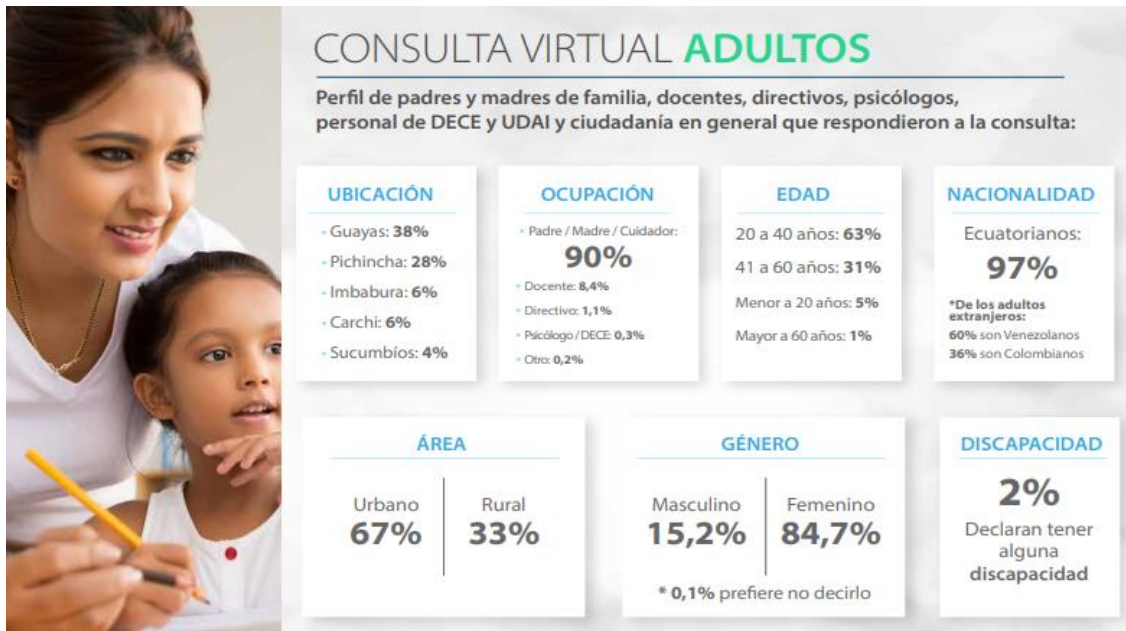 CONSULTA VIRTUAL ADULTOS
Perfil de padres y madres de familia, docentes, directivos, psicólogos,
personal de DECE y UDAI y ciudadanía en general que respondieron a la consulta:
UBICACIÓN
• Guayas: 38%
• Pichincha: 28%
• Imbabura: 6%
• Carchi: 6%
• Sucumbíos: 4%
OCUPACIÓN
• Padre / Madre / Cuidador:
90%
• Docente: 8,4%
• Directivo: 1,1%
• Psicólogo / DECE: 0,3%
• Otro: 0,2%
EDAD
20 a 40 años: 63%
41 a 60 años: 31%
Menor a 20 años: 5%
Mayor a 60 años: 1%
NACIONALIDAD
Ecuatorianos:
97%
*De los adultos
extranjeros:
60% son Venezolanos
36% son Colombianos
ÁREA
Urbano
67%
Rural
33%
GÉNERO
Masculino
15,2%
Femenino
84,7%
* 0,1% prefiere no decirlo
DISCAPACIDAD
2%
Declaran tener
alguna
discapacidad